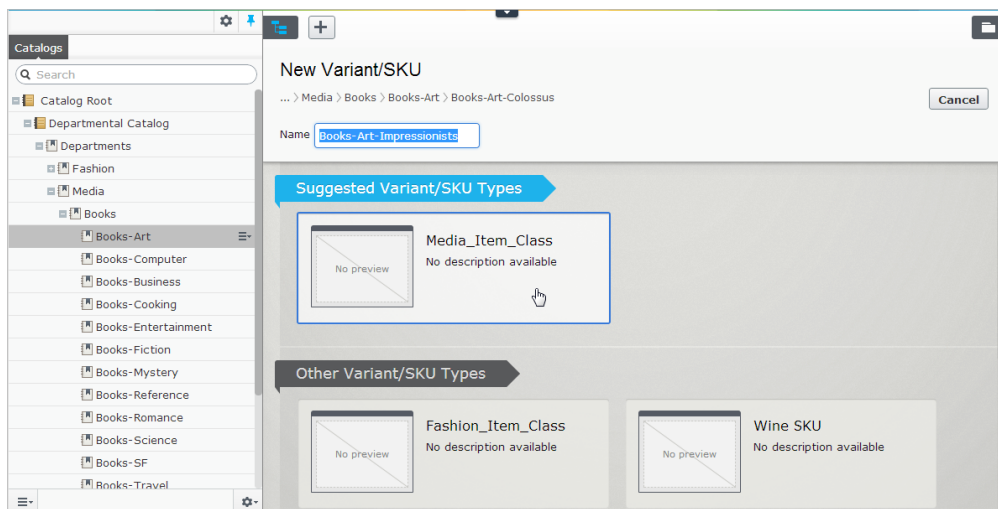 Catalogs
Search
Catalog Root
Departmental Catalog
Departments
Fashion
Media
Books
Books-Art
Books-Computer
Books-Business
Books-Cooking
Books-Entertainment
Books-Fiction
Books-Mystery
Books-Reference
Books-Romance
Books-Science
Books-SF
Books-Travel
New Variant/SKU
... > Media > Books > Books-Art > Books-Art-Colossus
Cancel
Name Books-Art-Impressionists
Suggested Variant/SKU Types
No preview
Media_Item_Class
No description available
Other Variant/SKU Types
No preview
Fashion_Item_Class
No description available
No preview
Wine SKU
No description available